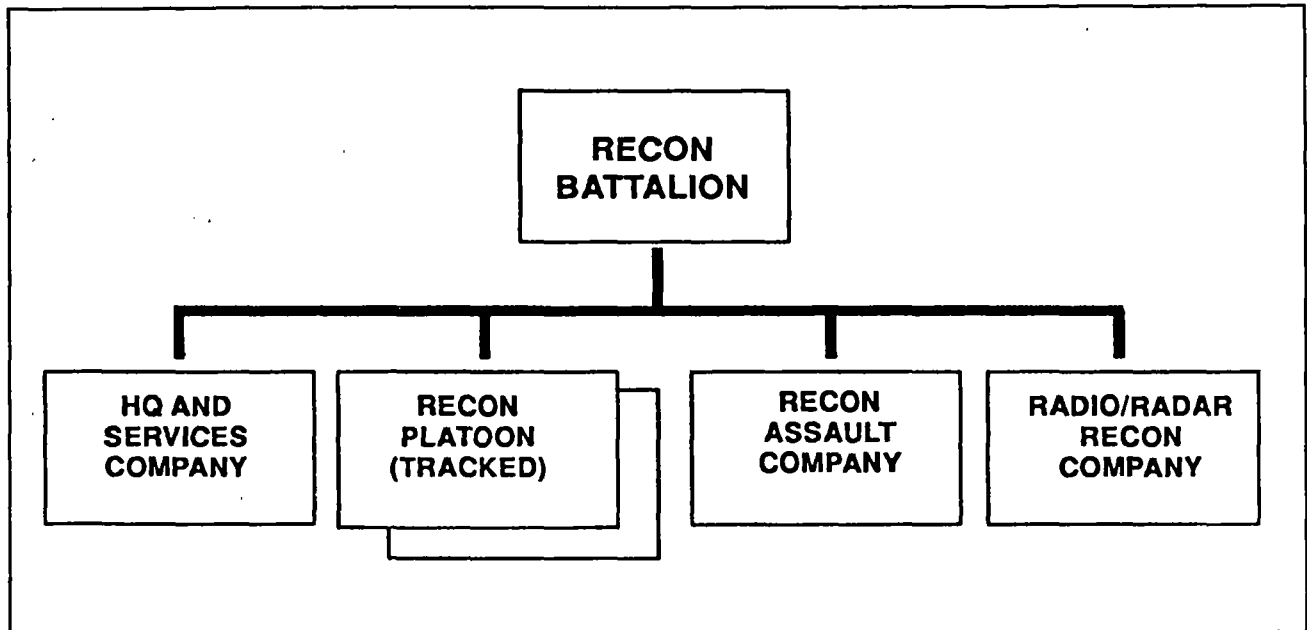 RECON
BATTALION
HQ AND
SERVICES
COMPANY
RECON
PLATOON
(TRACKED)
RECON
ASSAULT
COMPANY
RADIO/RADAR
RECON
COMPANY